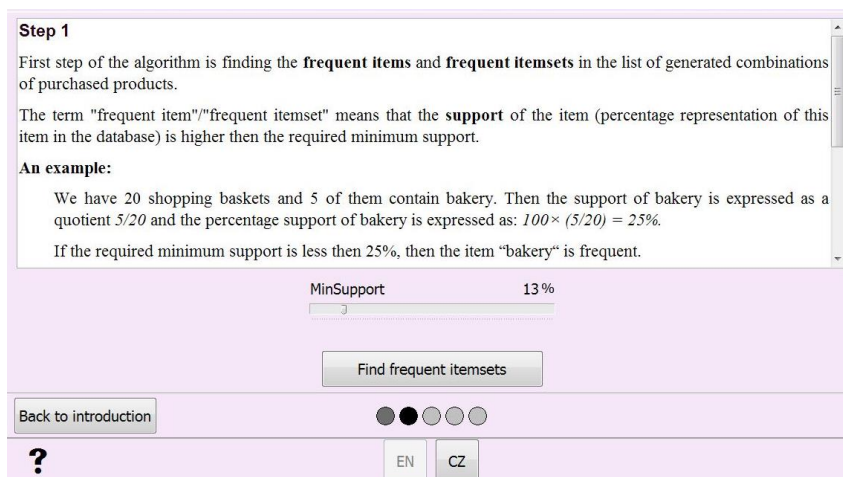 Step 1
First step of the algorithm is finding the frequent items and frequent itemsets in the list of generated combinations
of purchased products.
The term "frequent item"/"frequent itemset" means that the support of the item (percentage representation of this
item in the database) is higher then the required minimum support.
An example:
We have 20 shopping baskets and 5 of them contain bakery. Then the support of bakery is expressed as a
quotient 5/20 and the percentage support of bakery is expressed as: 100× (5/20) = 25%.
If the required minimum support is less then 25%, then the item “bakery“ is frequent.
MinSupport 13 %
Find frequent itemsets
Back to introduction
?
EN CZ